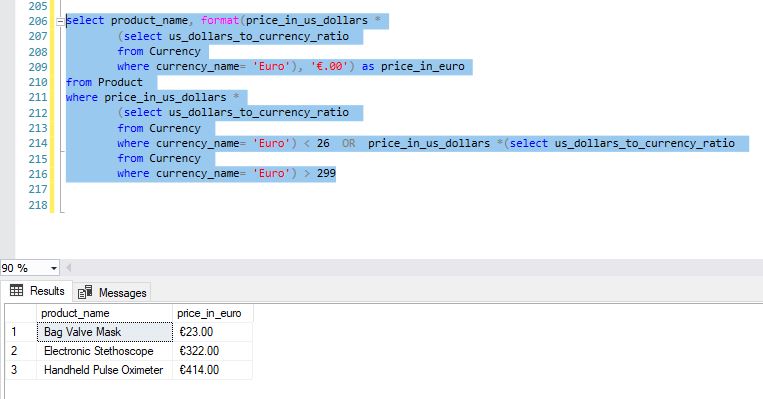 205
206 select product_name, format(price_in_us_dollars *
207 (select us_dollars_to_currency_ratio
208 from Currency
209 where currency_name= 'Euro'), '€.00') as price_in_euro
210 from Product
211 where price_in_us_dollars *
212 (select us_dollars_to_currency_ratio
213 from Currency
214 where currency_name= 'Euro') < 26 OR price_in_us_dollars *(select us_dollars_to_currency_ratio
215 from Currency
216 where currency_name= 'Euro') > 299
217
218
90 %
Results Messages
product_name price_in_euro
1 Bag Valve Mask €23.00
2 Electronic Stethoscope €322.00
3 Handheld Pulse Oximeter €414.00